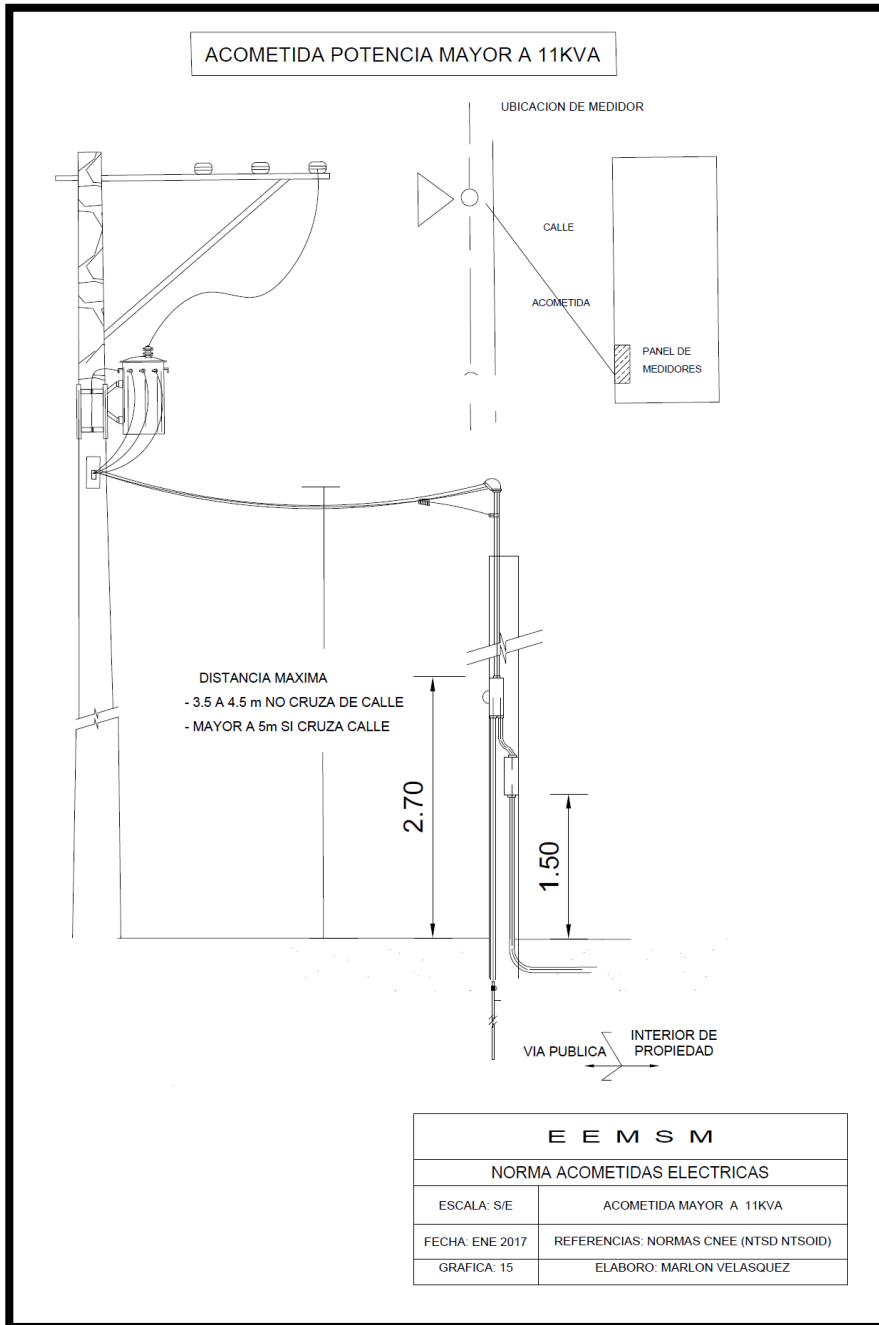 ACOMETIDA POTENCIA MAYOR A 11KVA
UBICACION DE MEDIDOR
CALLE
ACOMETIDA
PANEL DE
MEDIDORES
DISTANCIA MAXIMA
- 3.5 A 4.5 m NO CRUZA DE CALLE
- MAYOR A 5m SI CRUZA CALLE
2.70
1.50
VIA PUBLICA
INTERIOR DE
PROPIEDAD
E E M S M
NORMA ACOMETIDAS ELECTRICAS
ESCALA: S/E
ACOMETIDA MAYOR A 11KVA
FECHA: ENE 2017
REFERENCIAS: NORMAS CNEE (NTSD NTSOID)
GRAFICA: 15
ELABORO: MARLON VELASQUEZ